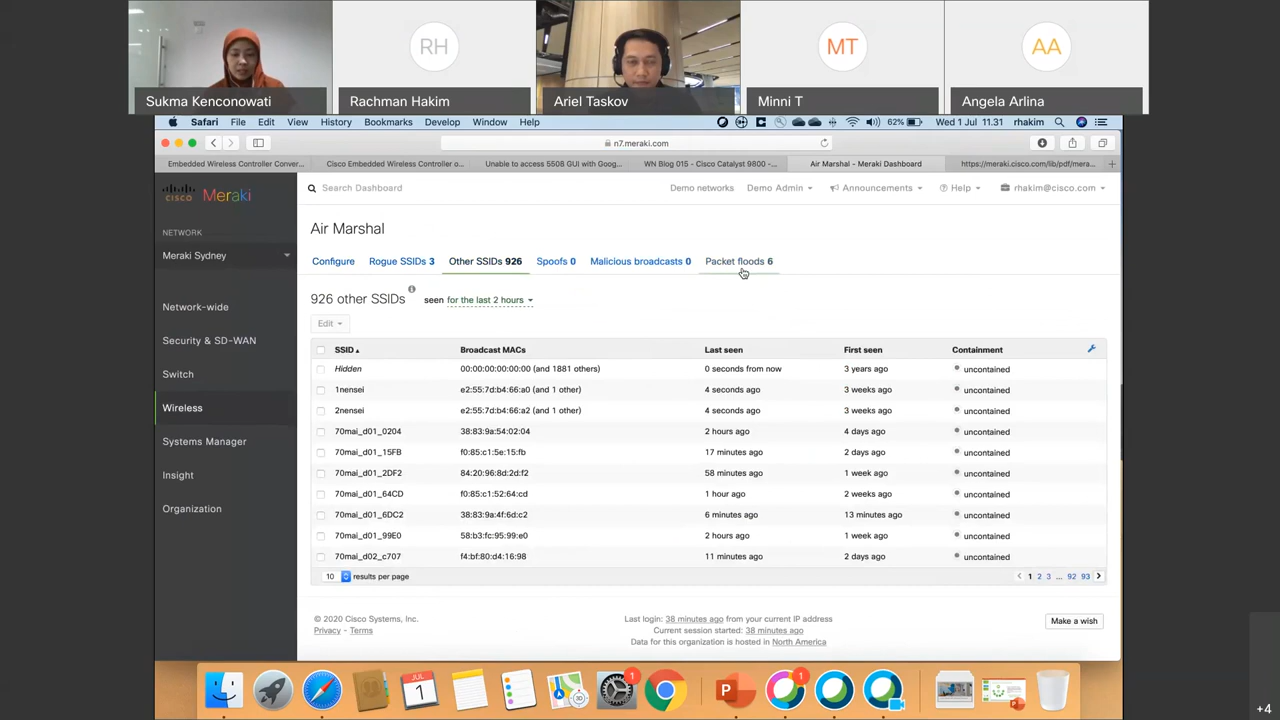 RH
MT
AA
Sukma Kenconowati
Rachman Hakim
Ariel Taskov
Minni T
Angela Arlina
Safari File Edit View History Bookmarks Develop Window Help
62% Wed 1 Jul 11.31 rhakim
n7.meraki.com
Embedded Wireless Controller Conver...
Cisco Embedded Wireless Controller o...
Unable to access 5508 GUI with Goog...
WN Blog 015 - Cisco Catalyst 9800 -...
Air Marshal - Meraki Dashboard
https://meraki.cisco.com/lib/pdf/mera...
cisco Meraki
Search Dashboard
Demo networks Demo Admin Announcements Help rhakim@cisco.com
NETWORK
Meraki Sydney
Network-wide
Security & SD-WAN
Switch
Wireless
Systems Manager
Insight
Organization
Air Marshal
Configure Rogue SSIDs 3 Other SSIDs 926 Spoofs 0 Malicious broadcasts 0 Packet floods 6
926 other SSIDs seen for the last 2 hours
Edit
SSID Broadcast MACs Last seen First seen Containment
Hidden 00:00:00:00:00:00 (and 1881 others) 0 seconds from now 3 years ago uncontained
1nensei e2:55:7d:b4:66:a0 (and 1 other) 4 seconds ago 3 weeks ago uncontained
2nensei e2:55:7d:b4:66:a2 (and 1 other) 4 seconds ago 3 weeks ago uncontained
70mai_d01_0204 38:83:9a:54:02:04 2 hours ago 4 days ago uncontained
70mai_d01_15FB f0:85:c1:5e:15:fb 17 minutes ago 2 days ago uncontained
70mai_d01_2DF2 84:20:96:8d:2d:f2 58 minutes ago 1 week ago uncontained
70mai_d01_64CD f0:85:c1:52:64:cd 1 hour ago 2 weeks ago uncontained
70mai_d01_6DC2 38:83:9a:4f:6d:c2 6 minutes ago 13 minutes ago uncontained
70mai_d01_99E0 58:b3:fc:95:99:e0 2 hours ago 1 week ago uncontained
70mai_d02_c707 f4:bf:80:d4:16:98 11 minutes ago 2 days ago uncontained
10 results per page
< 1 2 3 ... 92 93 >
© 2020 Cisco Systems, Inc.
Privacy - Terms
Last login: 38 minutes ago from your current IP address
Current session started: 38 minutes ago
Data for this organization is hosted in North America
Make a wish
JUL
1
1
1
+4